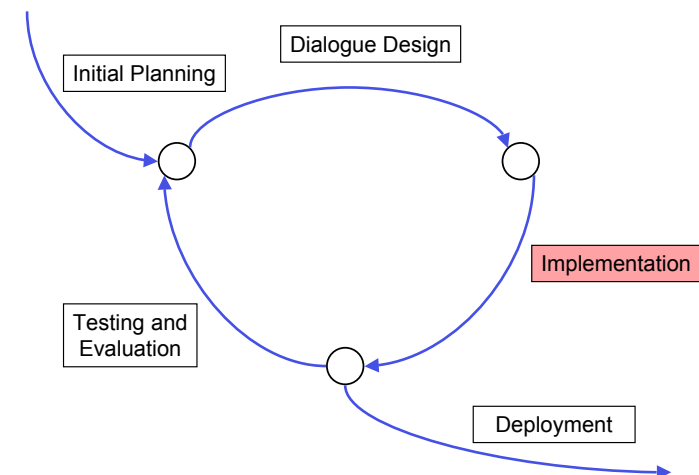 Dialogue Design
Initial Planning
Implementation
Testing and
Evaluation
Deployment